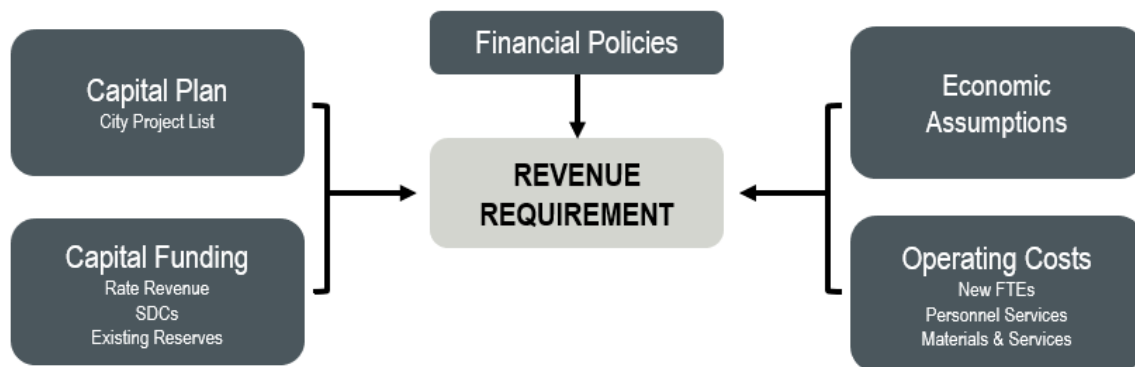 Capital Plan
City Project List
Capital Funding
Rate Revenue
SDCs
Existing Reserves
Financial Policies
REVENUE
REQUIREMENT
Economic
Assumptions
Operating Costs
New FTEs
Personnel Services
Materials & Services